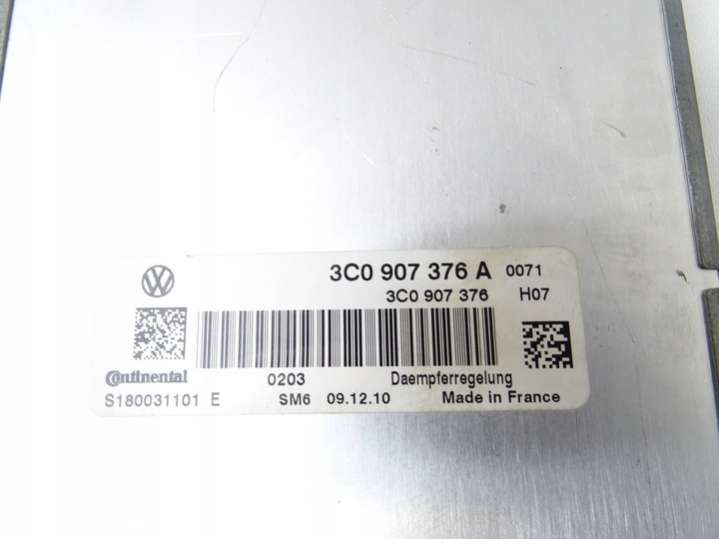 3C0 907 376 A 0071
3C0 907 376 H07
Continental 0203 Daempferregelung
S180031101 E SM6 09.12.10 Made in France